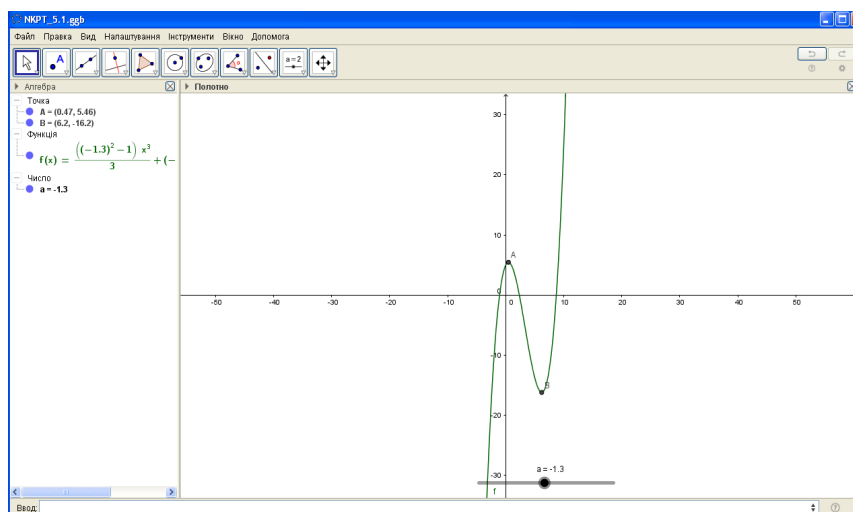 NKPT_5.1.ggb
Файл Правка Вид Налаштування Інструменти Вікно Допомога
A
a = 2
Алгебра
Полотно
Точка
A = (0.47, 5.46)
B = (6.2, -16.2)
Функція
f(x) = ((-1.3)² - 1) x³ / 3 + (-
Число
a = -1.3
30
20
10
A
-50 -40 -30 -20 -10 0 0 10 20 30 40 50
-10
B
-20
a = -1.3
-30
f
Ввод: